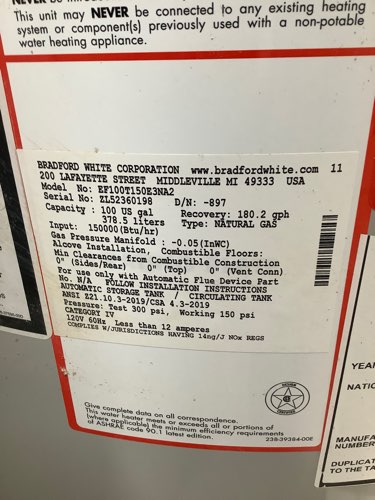 This unit may NEVER be connected to any existing heating
system or component(s) previously used with a non-potable
water heating appliance.
BRADFORD WHITE CORPORATION www.bradfordwhite.com 11
200 LAFAYETTE STREET MIDDLEVILLE MI 49333 USA
Model No: EF100T150E3NA2
Serial No: ZL52360198 D/N: -897
Capacity : 100 US gal Recovery: 180.2 gph
378.5 liters Type: NATURAL GAS
Input: 150000(Btu/hr)
Gas Pressure Manifold : -0.05(InWC)
Alcove Installation, Combustible Floors:
Min Clearances from Combustible Construction
0" (Sides/Rear) 0" (Top) 0" (Vent Conn)
For use only with Automatic Flue Device Part
No. N/A FOLLOW INSTALLATION INSTRUCTIONS
AUTOMATIC STORAGE TANK / CIRCULATING TANK
ANSI Z21.10.3-2019/CSA 4.3-2019
Pressure: Test 300 psi, Working 150 psi
CATEGORY IV
120V 60Hz Less than 12 amperes
COMPLIES W/JURISDICTIONS HAVING 14ng/J NOx REGS
Give complete data on all correspondence.
This water heater meets or exceeds all or portions of
(where applicable) the minimum efficiency requirements
of ASHRAE code 90.1 latest edition.
238-39384-00E
YEA
NATIO
MANUFA
NUMBER
DUPLICAT
TO THE TA